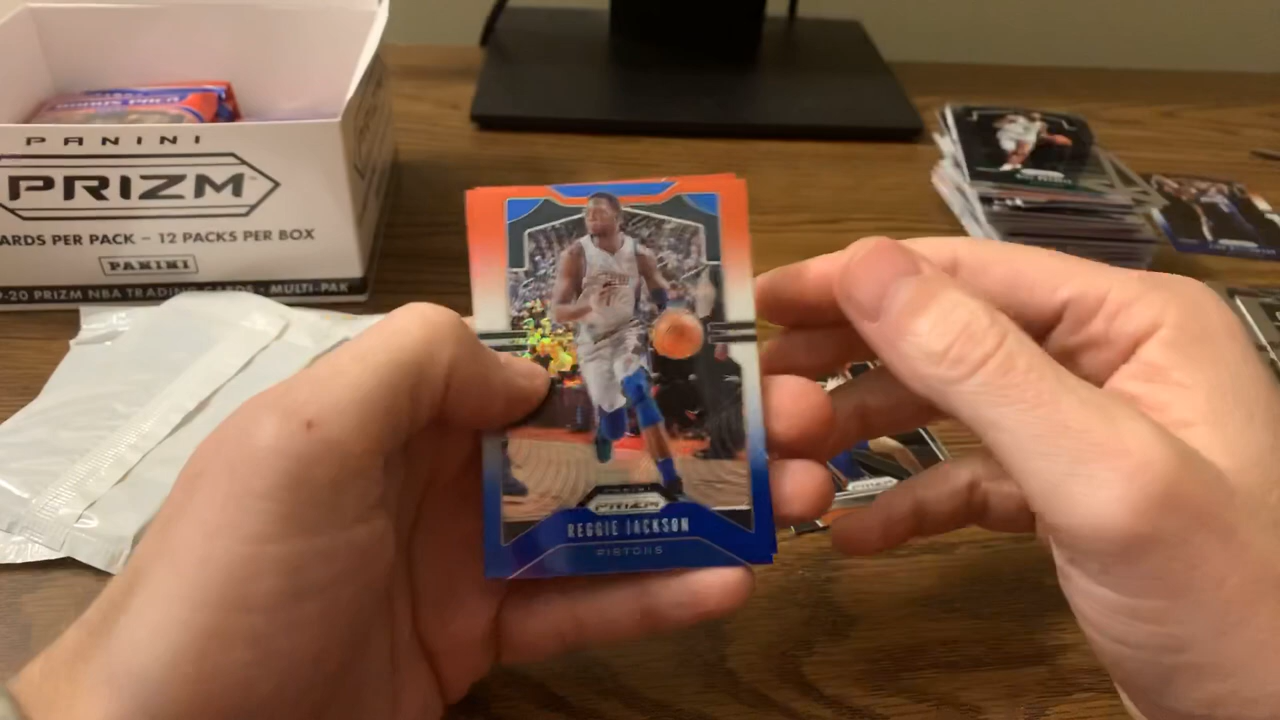 PANINI
PRIZM
ARDS PER PACK – 12 PACKS PER BOX
PANINI
-20 PRIZM NBA TRADING CARDS - MULTI-PAK
PANINI
PRIZM
REGGIE JACKSON
PISTONS